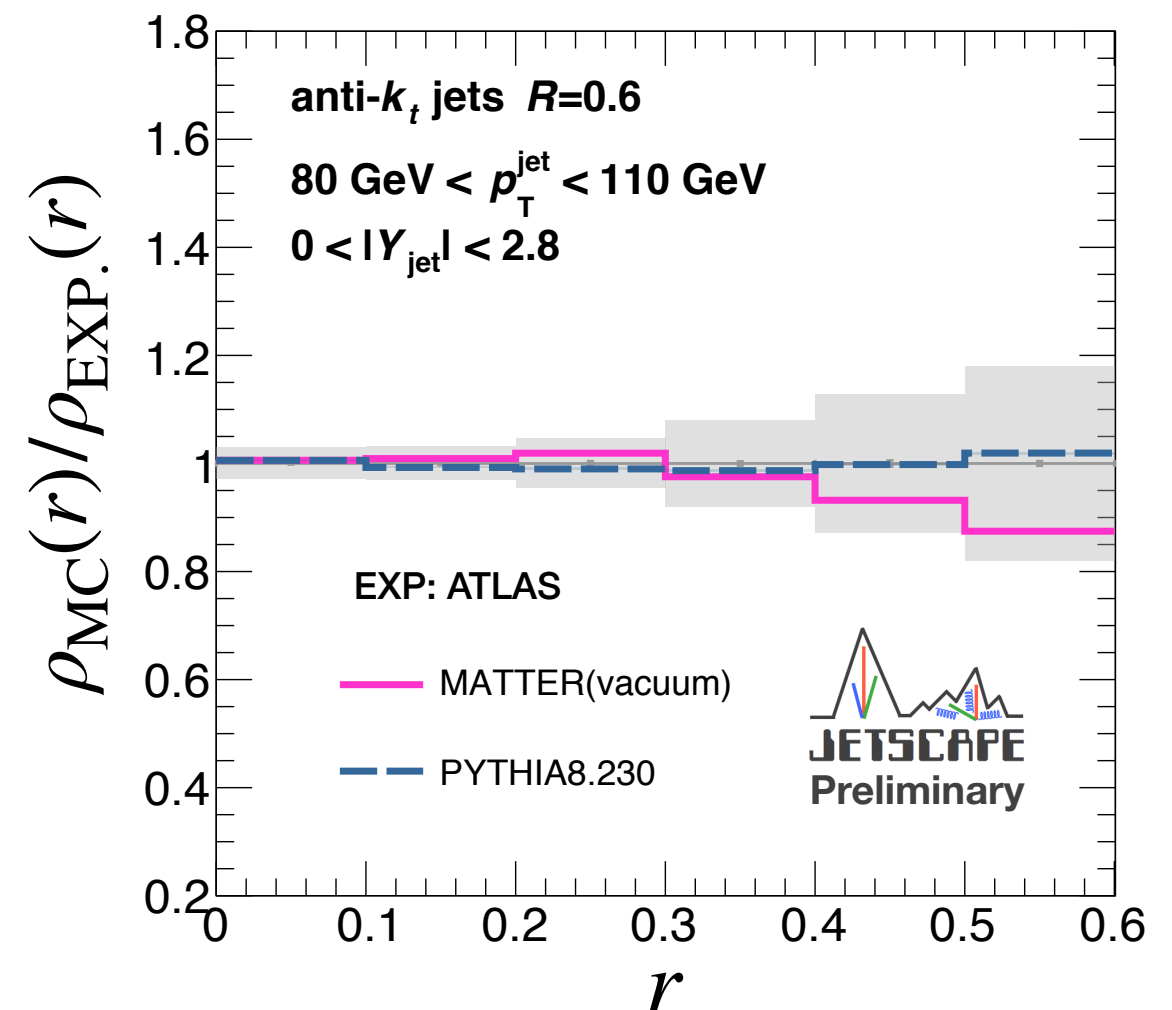 1.8
1.6
1.4
1.2
1
0.8
0.6
0.4
0.2
ρMC(r)/ρEXP.(r)
anti-kt jets R=0.6
80 GeV < pTjet < 110 GeV
0 < |Yjet| < 2.8
EXP: ATLAS
MATTER(vacuum)
PYTHIA8.230
JETSCAPE
Preliminary
0 0.1 0.2 0.3 0.4 0.5 0.6
r